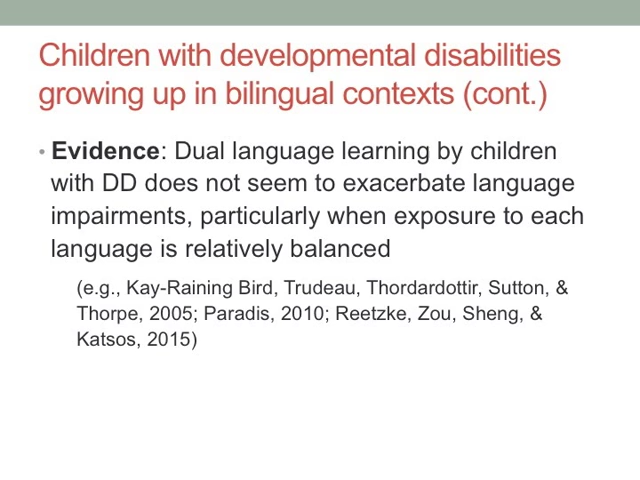 Children with developmental disabilities
growing up in bilingual contexts (cont.)
• Evidence: Dual language learning by children
with DD does not seem to exacerbate language
impairments, particularly when exposure to each
language is relatively balanced
(e.g., Kay-Raining Bird, Trudeau, Thordardottir, Sutton, &
Thorpe, 2005; Paradis, 2010; Reetzke, Zou, Sheng, &
Katsos, 2015)